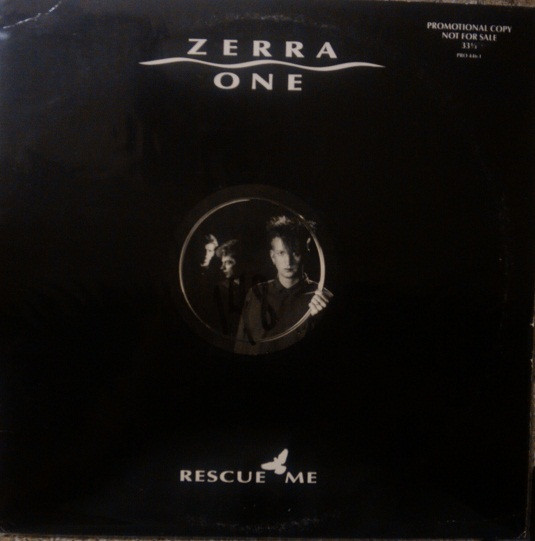 ZERRA
ONE
PROMOTIONAL COPY
NOT FOR SALE
33⅓
RESCUE ME